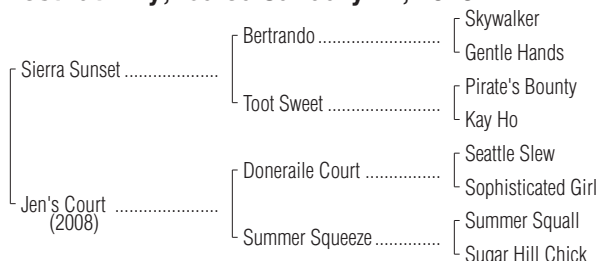 Skywalker
Bertrando
Gentle Hands
Sierra Sunset
Pirate's Bounty
Toot Sweet
Kay Ho
Seattle Slew
Doneraile Court
Sophisticated Girl
Jen's Court
(2008)
Summer Squall
Summer Squeeze
Sugar Hill Chick